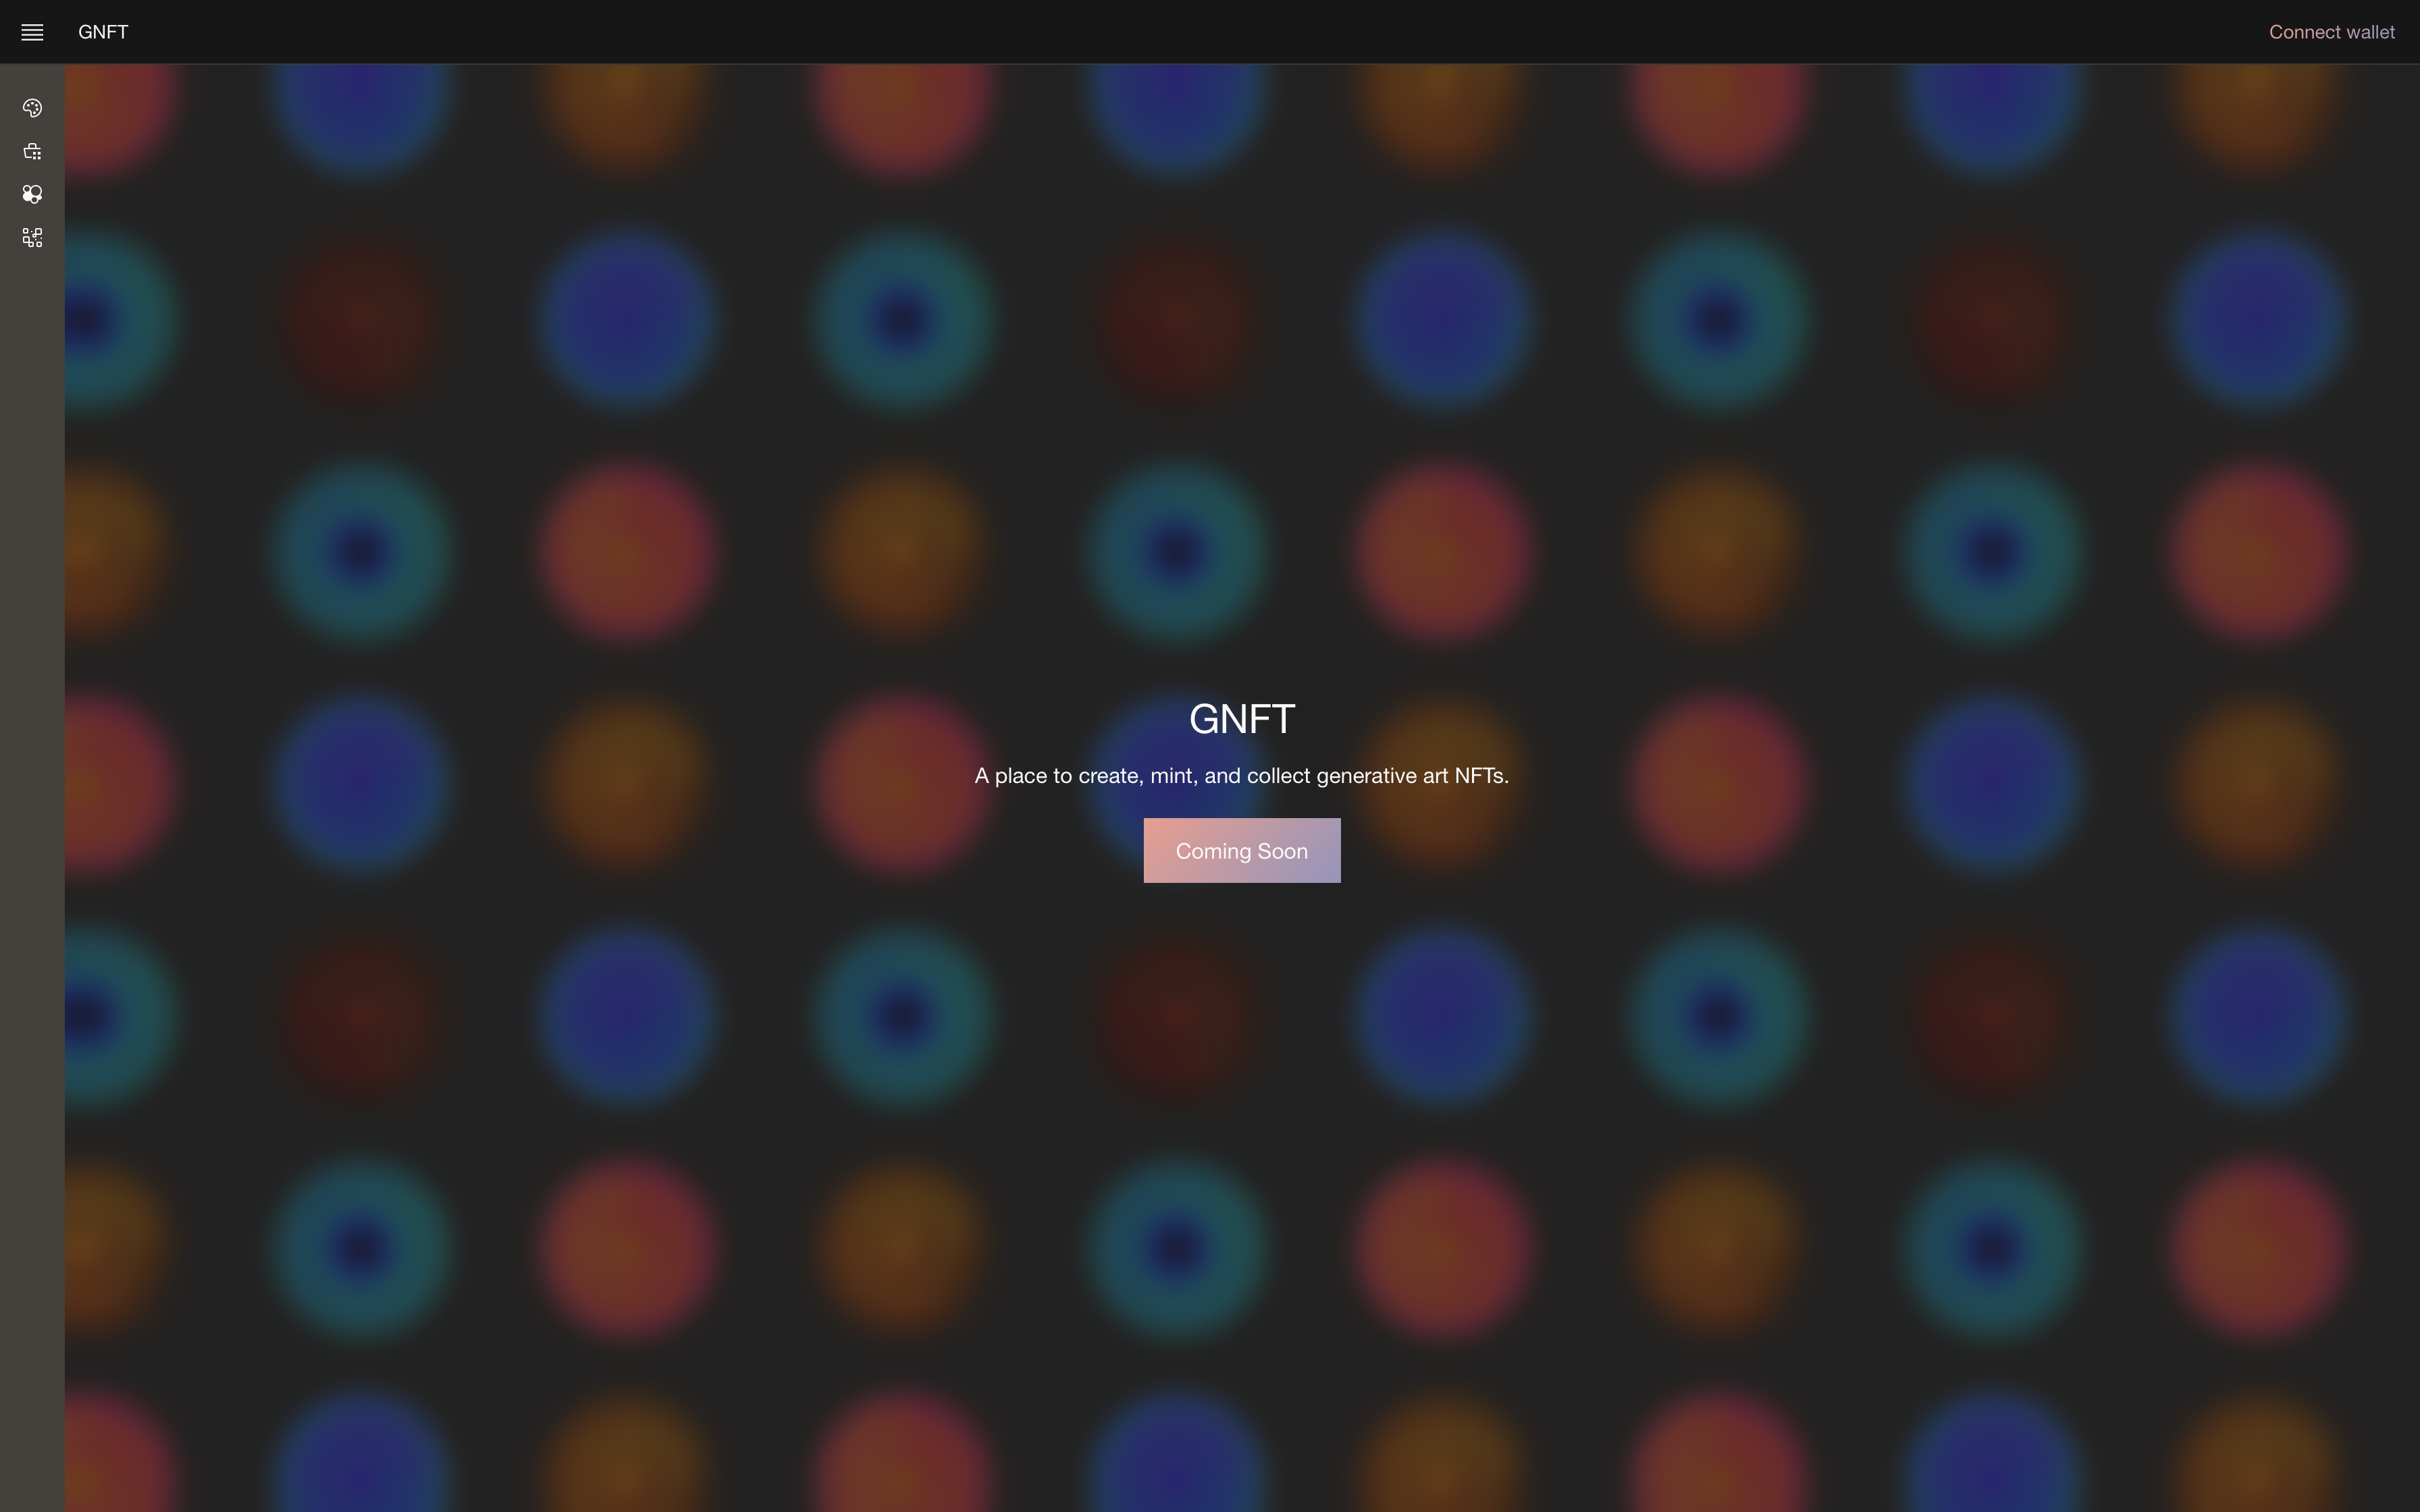 GNFT
Connect wallet
GNFT
A place to create, mint, and collect generative art NFTs.
Coming Soon